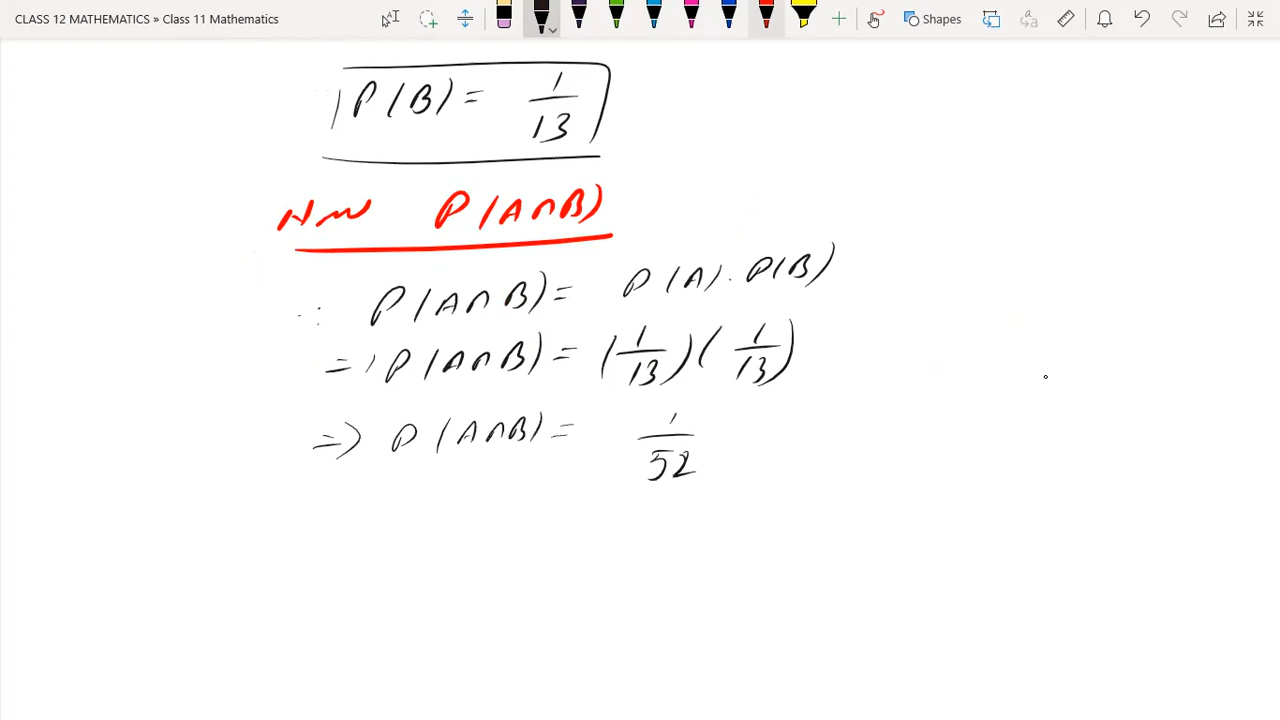 CLASS 12 MATHEMATICS » Class 11 Mathematics
Shapes
P(B) = 1/13
Now P(A∩B)
∵ P(A∩B) = P(A). P(B)
=> P(A∩B) = (1/13)(1/13)
=> P(A∩B) = 1/52